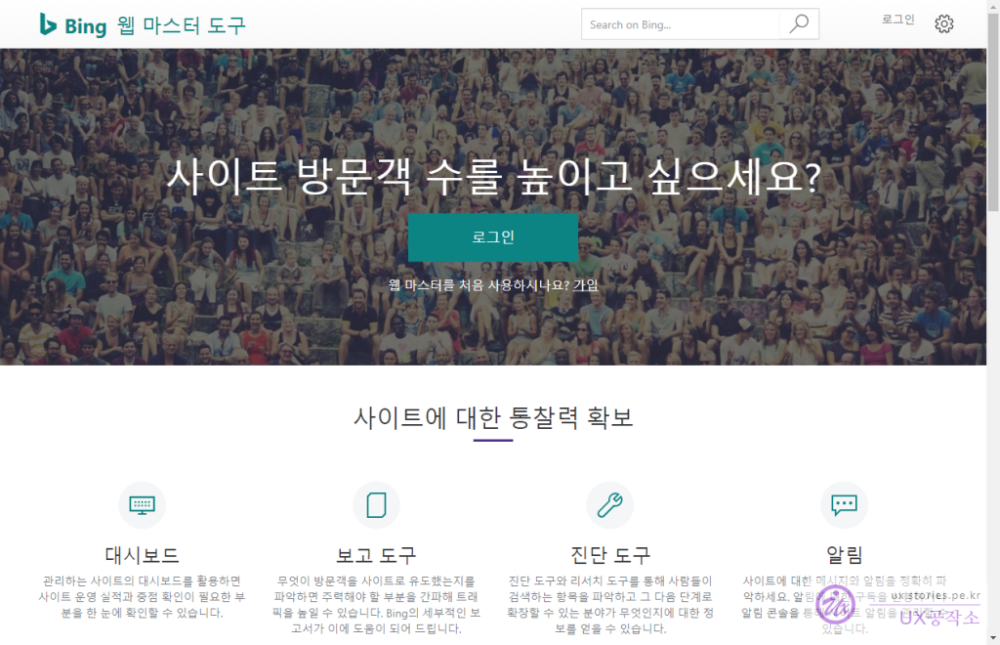 Bing 웹 마스터 도구
Search on Bing...
로그인
사이트 방문객 수를 높이고 싶으세요?
로그인
웹 마스터를 처음 사용하시나요? 가입
사이트에 대한 통찰력 확보
대시보드
관리하는 사이트의 대시보드를 활용하면
사이트 운영 실적과 중점 확인이 필요한 부
분을 한 눈에 확인할 수 있습니다.
보고 도구
무엇이 방문객을 사이트로 유도했는지를
파악하면 주력해야 할 부분을 간파해 트래
픽을 높일 수 있습니다. Bing의 세부적인 보
고서가 이에 도움이 되어 드립니다.
진단 도구
진단 도구와 리서치 도구를 통해 사람들이
검색하는 항목을 파악하고 그 다음 단계로
확장할 수 있는 분야가 무엇인지에 대한 정
보를 얻을 수 있습니다.
알림
사이트에 대한 메시지와 알림을 정확히 파
악하세요. 구독을
알림 콘솔을 알림을
있습니다.
ux.stories.pe.kr
UX공작소